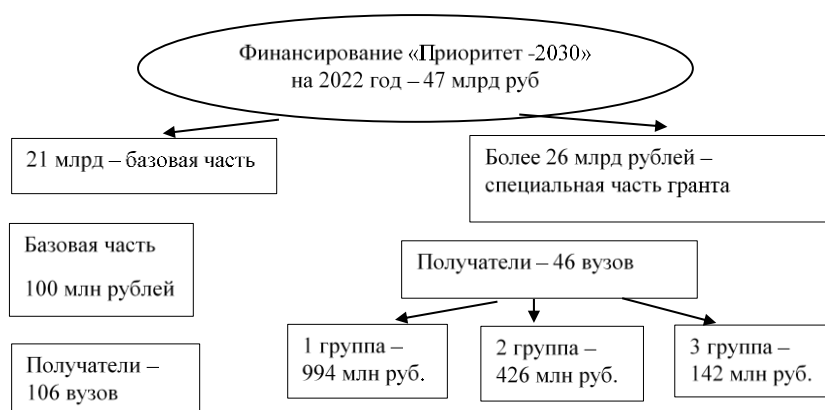 Финансирование «Приоритет -2030»
на 2022 год – 47 млрд руб
21 млрд – базовая часть
Более 26 млрд рублей –
специальная часть гранта
Базовая часть
100 млн рублей
Получатели – 46 вузов
1 группа –
994 млн руб.
2 группа –
426 млн руб.
3 группа –
142 млн руб.
Получатели –
106 вузов